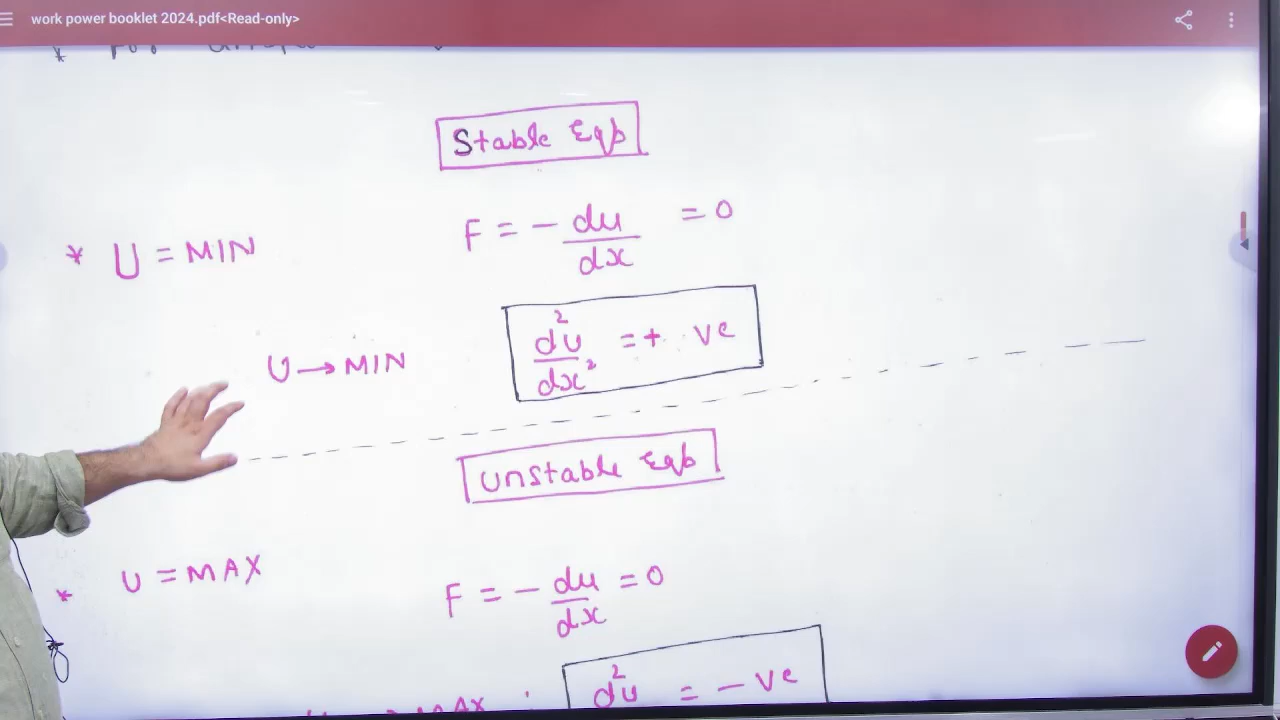 work power booklet 2024.pdf<Read-only>
Stable Eqb
* U = MIN
F = - du/dx = 0
U → MIN
d²u/dx² = + ve
Unstable Eqb
* U = MAX
F = - du/dx = 0
d²u = - ve
MAX